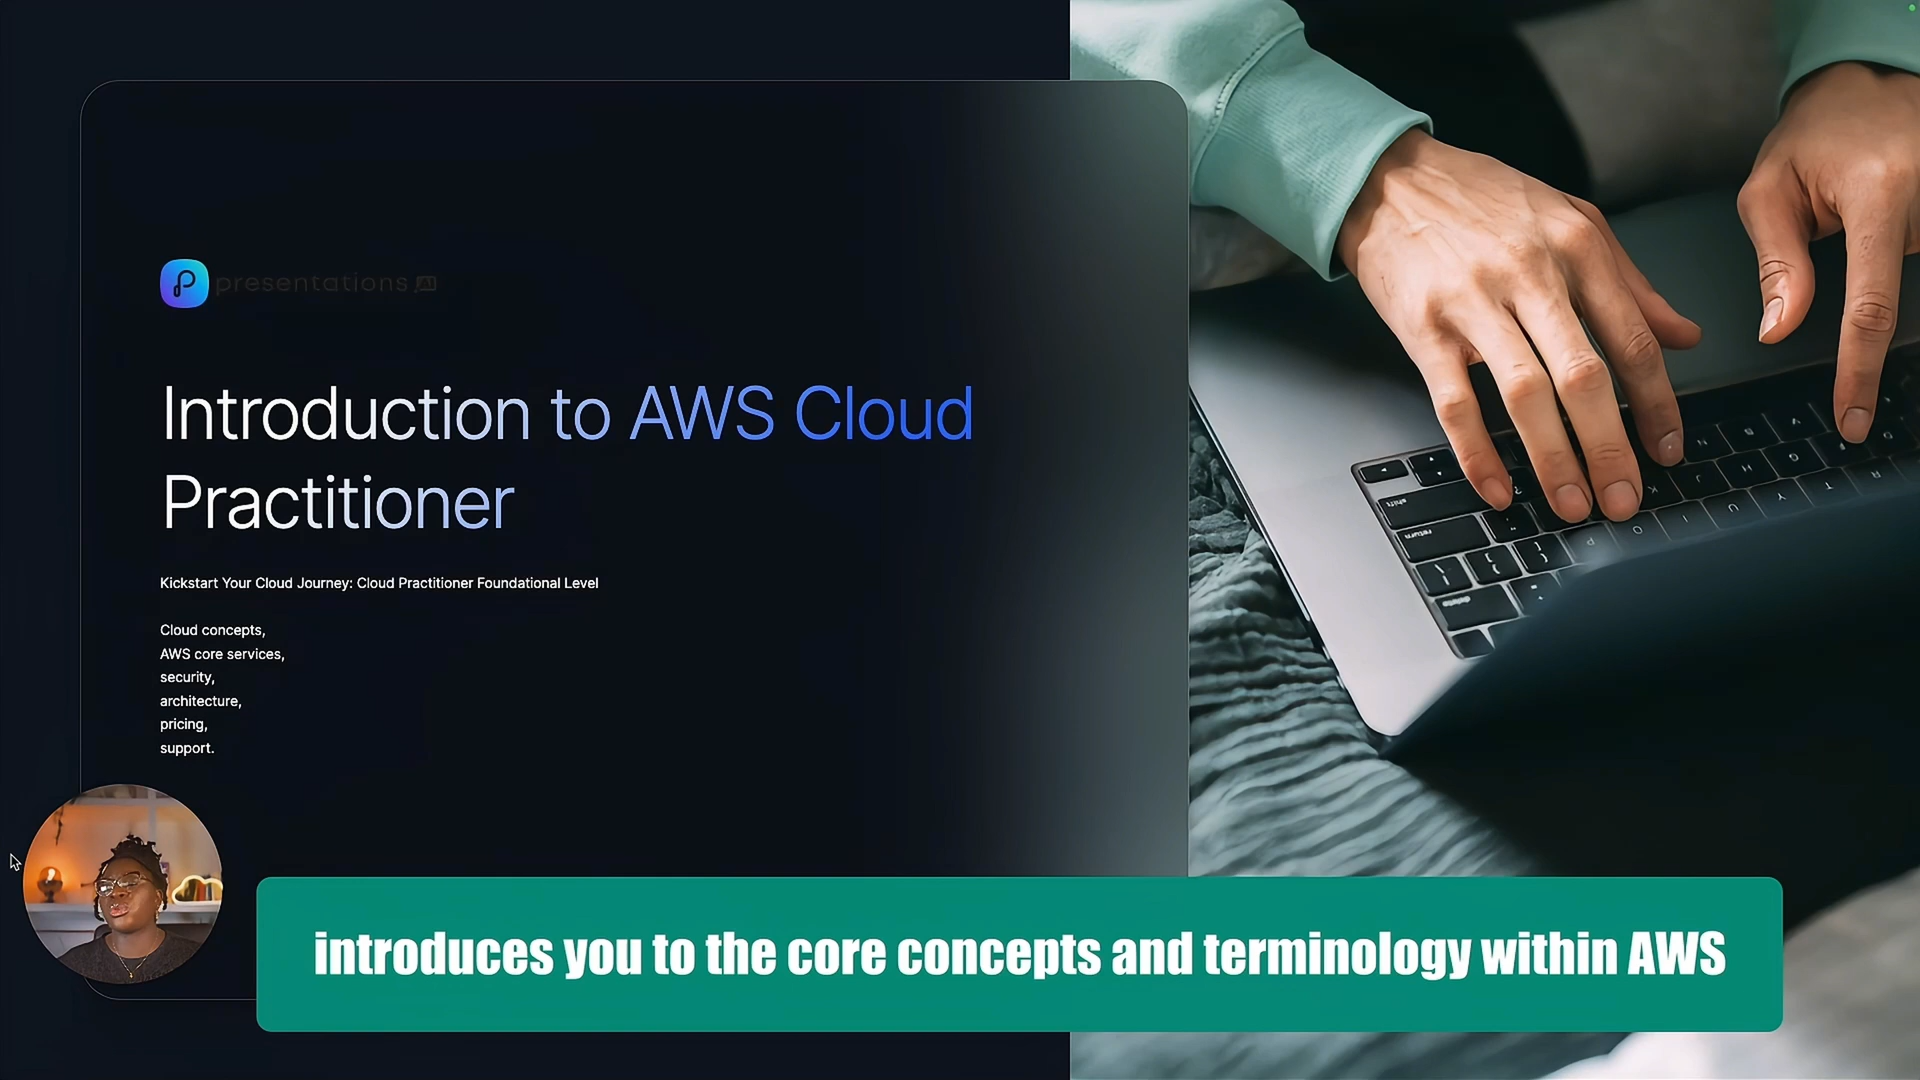 presentations.AI
Introduction to AWS Cloud
Practitioner
Kickstart Your Cloud Journey: Cloud Practitioner Foundational Level
Cloud concepts,
AWS core services,
security,
architecture,
pricing,
support.
introduces you to the core concepts and terminology within AWS